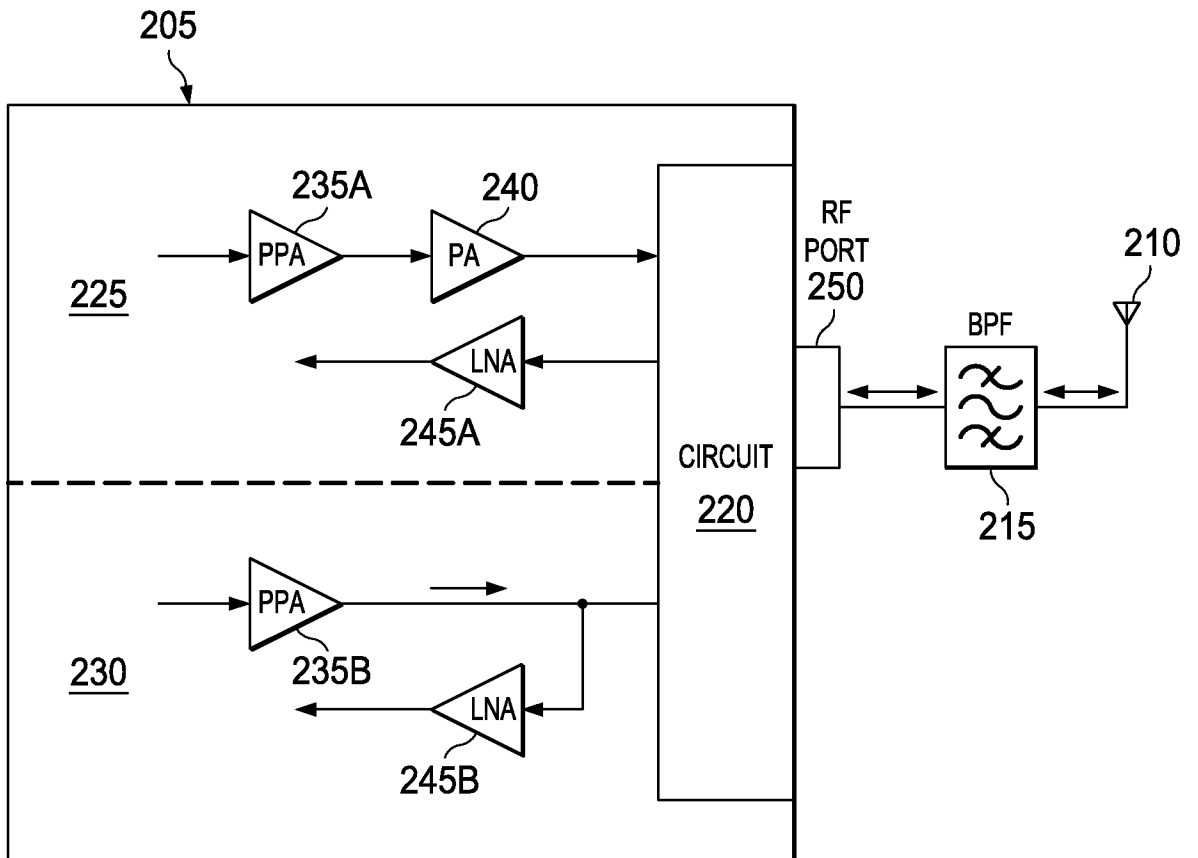 205
235A
240
PPA
PA
225
LNA
245A
RF
PORT
250
BPF
210
215
CIRCUIT
220
PPA
235B
230
LNA
245B